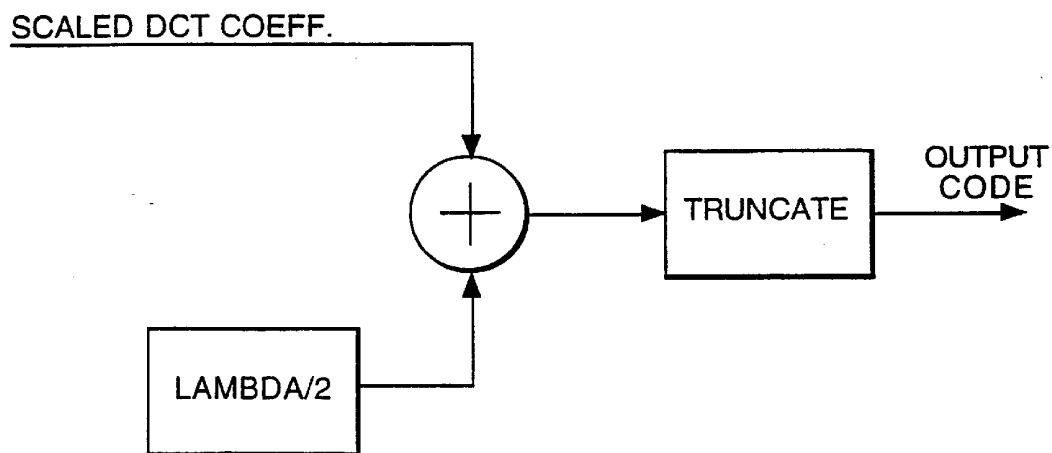 SCALED DCT COEFF.
TRUNCATE
OUTPUT
CODE
LAMBDA/2